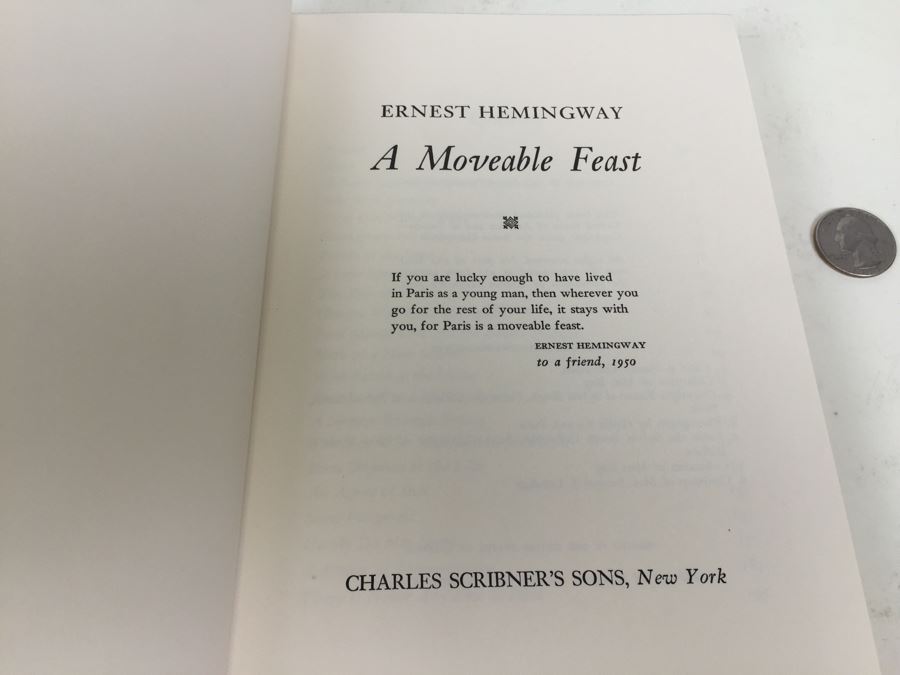 ERNEST HEMINGWAY
A Moveable Feast
If you are lucky enough to have lived
in Paris as a young man, then wherever you
go for the rest of your life, it stays with
you, for Paris is a moveable feast.
ERNEST HEMINGWAY
to a friend, 1950
CHARLES SCRIBNER'S SONS, New York